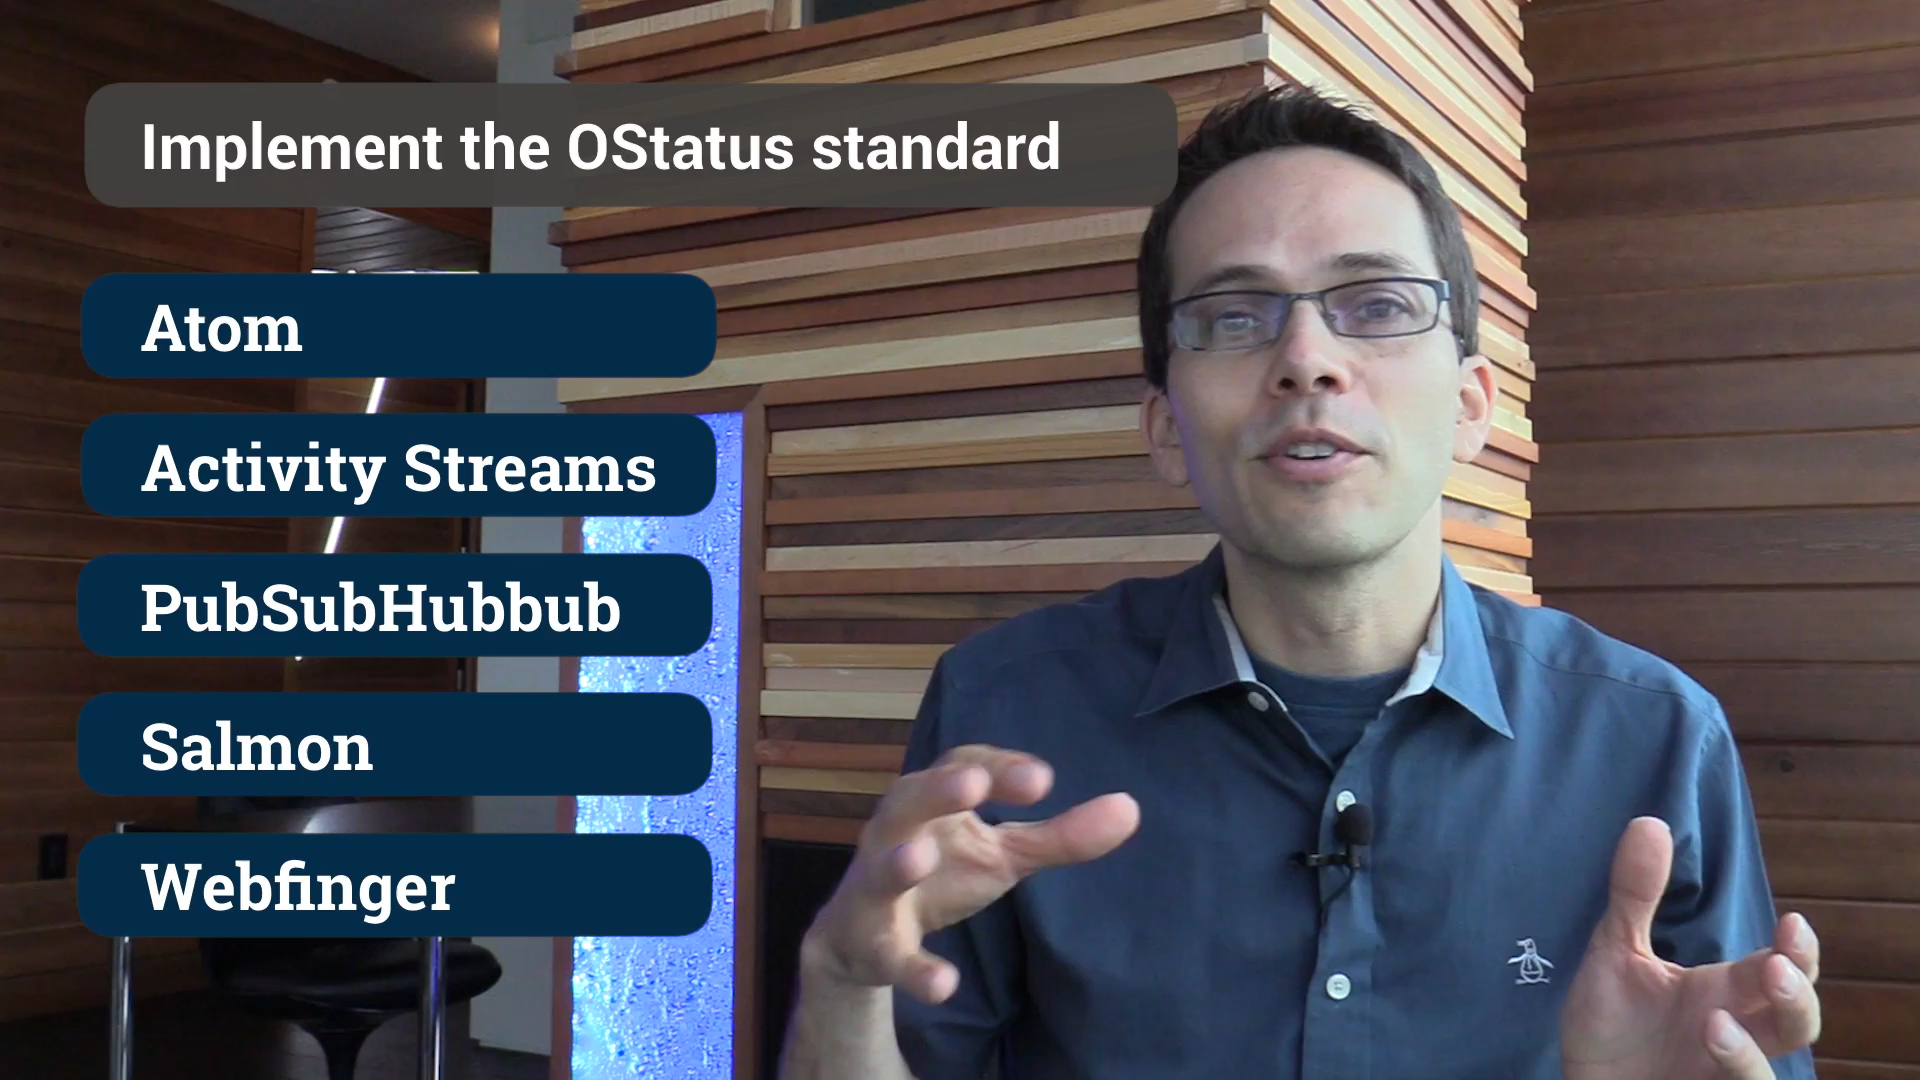 Implement the OStatus standard
Atom
Activity Streams
PubSubHubbub
Salmon
Webfinger